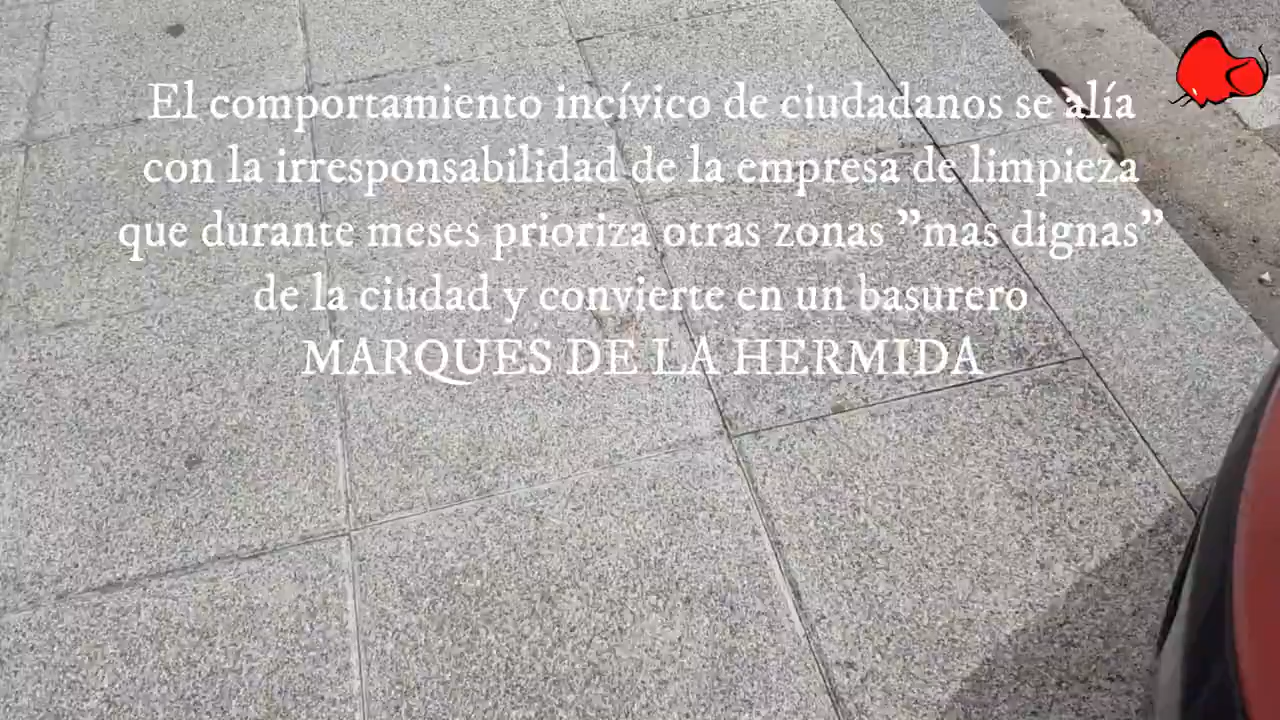 El comportamiento incívico de ciudadanos se alía
con la irresponsabilidad de la empresa de limpieza
que durante meses prioriza otras zonas ”mas dignas”
de la ciudad y convierte en un basurero
MARQUES DE LA HERMIDA